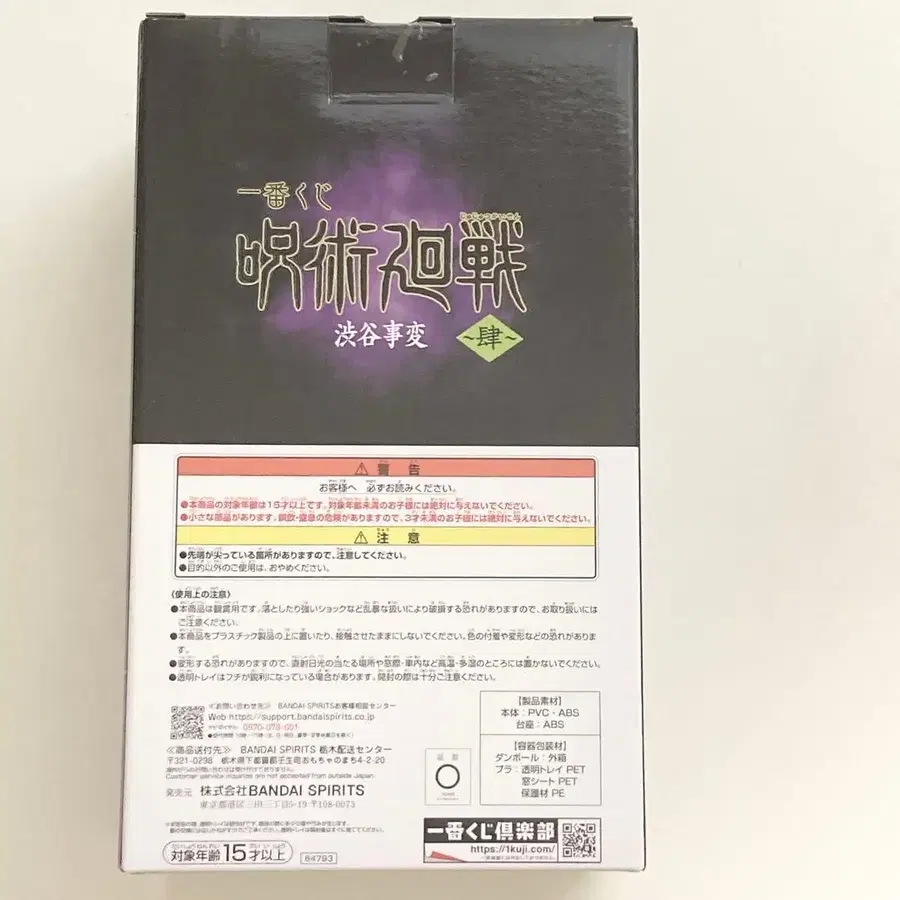 一番くじ
じゅじゅつかいせん
呪術廻戦
渋谷事変
～肆～
⚠ 警 告
お客様へ 必ずお読みください。
●本商品の対象年齢は15才以上です。対象年齢未満のお子様には絶対に与えないでください。
●小さな部品があります。誤飲・窒息の危険がありますので、3才未満のお子様には絶対に与えないでください。
⚠ 注 意
●先端が尖っている箇所がありますので、注意してください。
●目的以外のご使用は、おやめください。
〈使用上の注意〉
●本商品は観賞用です。落としたり強いショックなど乱暴な扱いにより破損する恐れがありますので、お取り扱いには
ご注意ください。
●本商品をプラスチック製品の上に置いたり、接触させたままにしないでください。色の付着や変形などの恐れがありま
す。
●変形する恐れがありますので、直射日光の当たる場所や窓際・車内など高温・多湿のところには置かないでください。
●透明トレイはフチが鋭利になっている場合があります。開封の際は十分ご注意ください。
≪お問い合わせ先≫ BANDAI SPIRITSお客様相談センター
Web https://support.bandaispirits.co.jp
0570-078-001
≪商品送付先≫ BANDAI SPIRITS 栃木配送センター
〒321-0298 栃木県下都賀郡壬生町おもちゃのまち4-2-20
Customer service inquiries are not accepted from outside Japan.
発売元 株式会社BANDAI SPIRITS
〒108-0073
対象年齢15才以上
84793
【製品素材】
本体：PVC・ABS
台座：ABS
【容器包装材】
ダンボール：外箱
プラ：透明トレイ PET
窓シート PET
保護材 PE
一番くじ倶楽部
https://1kuji.com/